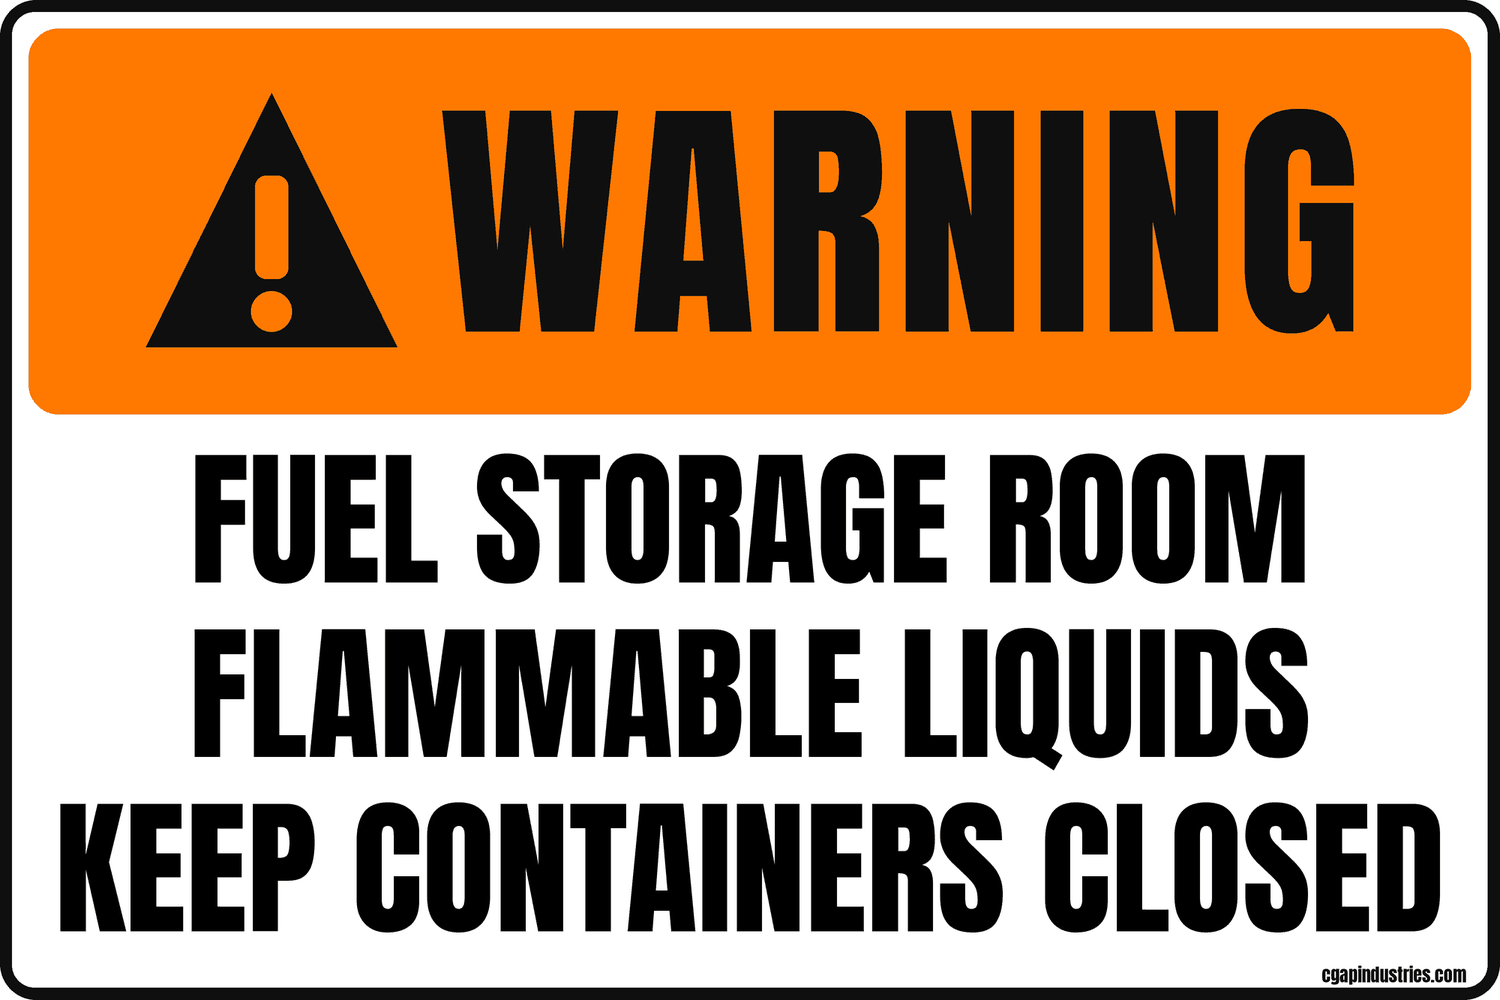 WARNING
FUEL STORAGE ROOM
FLAMMABLE LIQUIDS
KEEP CONTAINERS CLOSED
cgapindustries.com